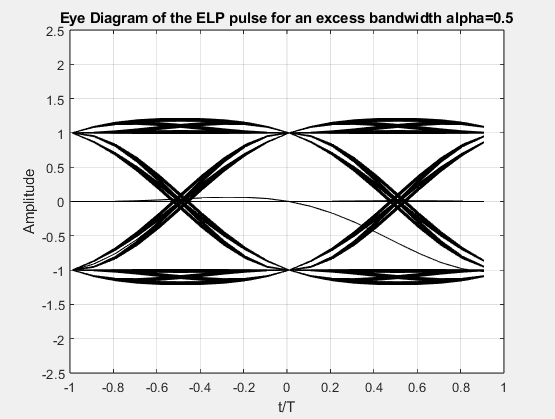 Eye Diagram of the ELP pulse for an excess bandwidth alpha=0.5
2.5
2
1.5
1
0.5
0
-0.5
-1
-1.5
-2
-2.5
Amplitude
-1 -0.8 -0.6 -0.4 -0.2 0 0.2 0.4 0.6 0.8 1
t/T